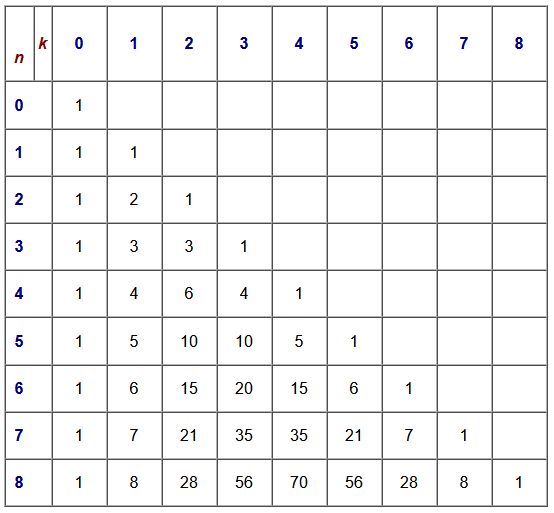 n k 0 1 2 3 4 5 6 7 8
0 1
1 1 1
2 1 2 1
3 1 3 3 1
4 1 4 6 4 1
5 1 5 10 10 5 1
6 1 6 15 20 15 6 1
7 1 7 21 35 35 21 7 1
8 1 8 28 56 70 56 28 8 1